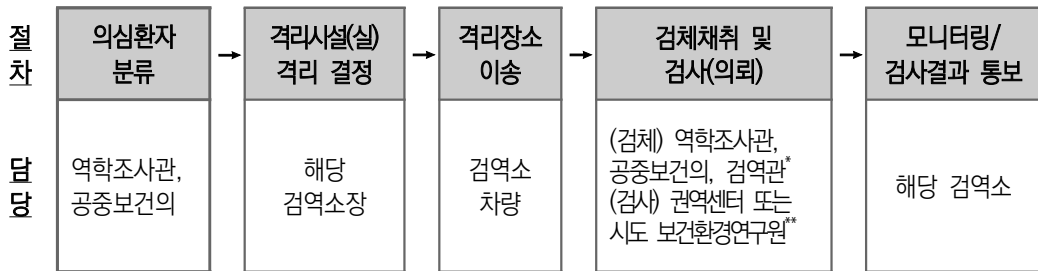 절차
의심환자
분류
→
격리시설(실)
격리 결정
→
격리장소
이송
→
검체채취 및
검사(의뢰)
→
모니터링/
검사결과 통보
담당
역학조사관,
공중보건의
해당
검역소장
검역소
차량
(검체) 역학조사관,
공중보건의, 검역관*
(검사) 권역센터 또는
시도 보건환경연구원**
해당 검역소